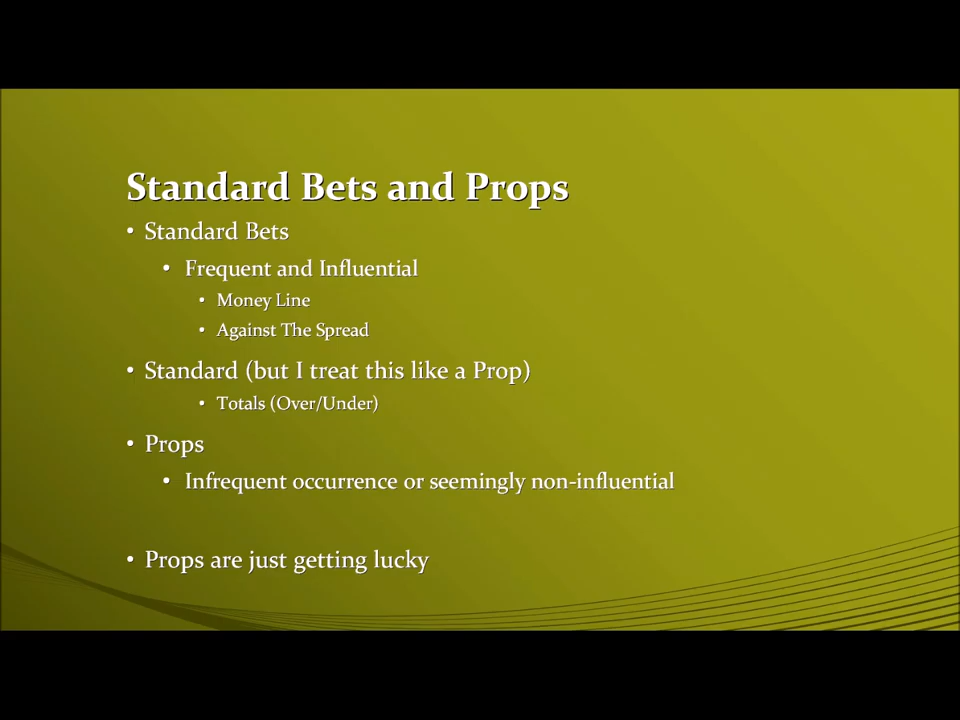 Standard Bets and Props
• Standard Bets
• Frequent and Influential
• Money Line
• Against The Spread
• Standard (but I treat this like a Prop)
• Totals (Over/Under)
• Props
• Infrequent occurrence or seemingly non-influential
• Props are just getting lucky